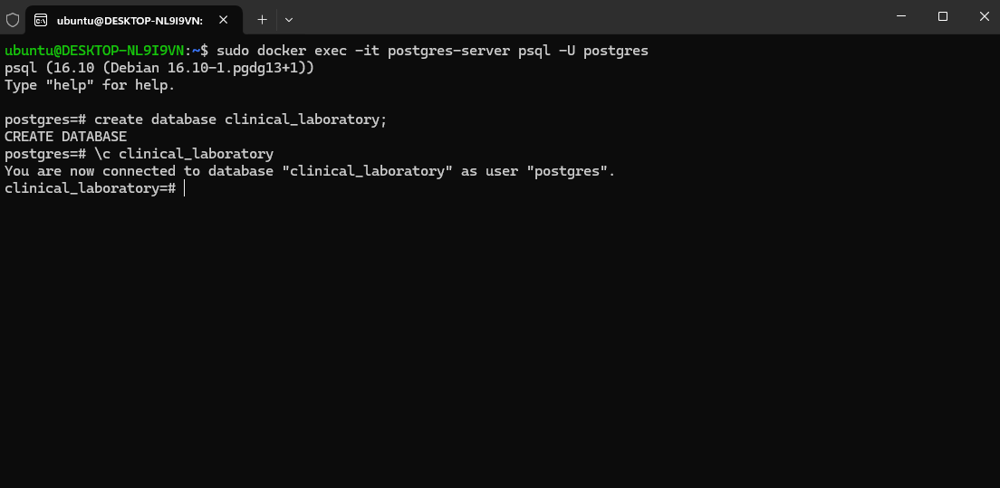 ubuntu@DESKTOP-NL9I9VN:
ubuntu@DESKTOP-NL9I9VN:~$ sudo docker exec -it postgres-server psql -U postgres
psql (16.10 (Debian 16.10-1.pgdg13+1))
Type "help" for help.
postgres=# create database clinical_laboratory;
CREATE DATABASE
postgres=# \c clinical_laboratory
You are now connected to database "clinical_laboratory" as user "postgres".
clinical_laboratory=#